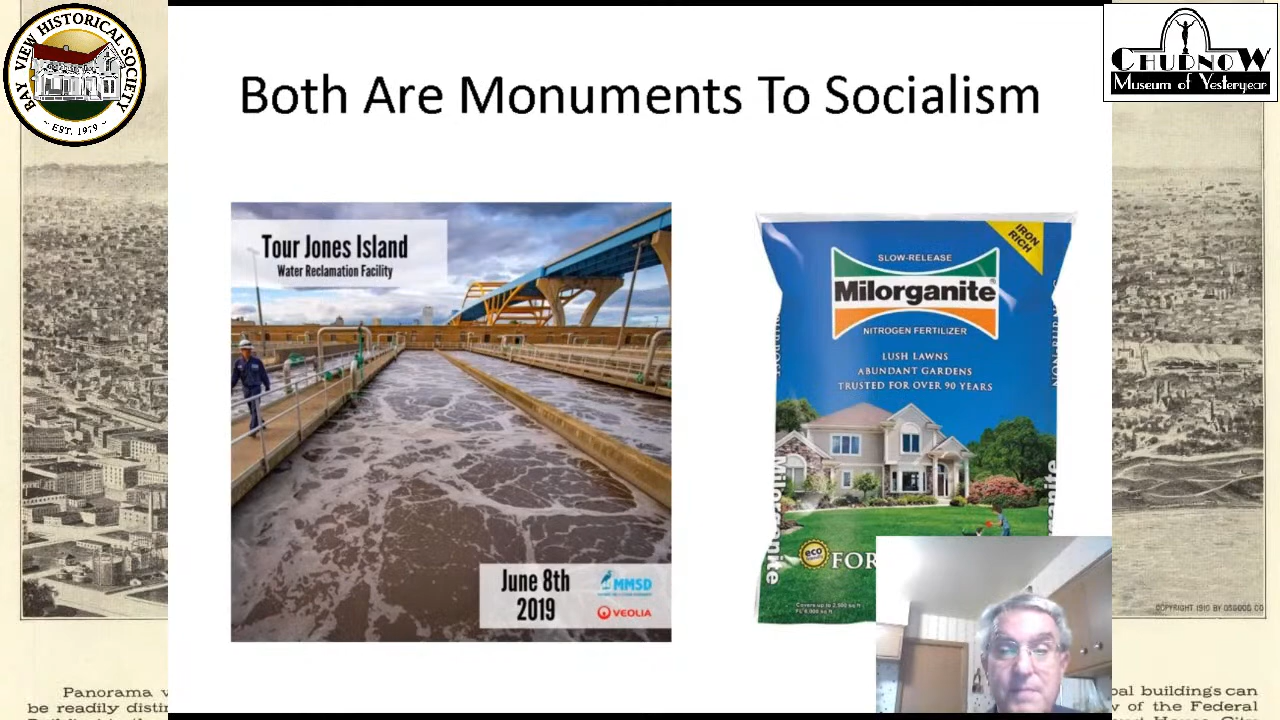 BAY VIEW HISTORICAL SOCIETY
~ EST. 1979 ~
CHUDNOW
Museum of Yesteryear
Both Are Monuments To Socialism
Tour Jones Island
Water Reclamation Facility
June 8th
2019
MMSD
VEOLIA
IRON
RICH
SLOW-RELEASE
Milorganite®
NITROGEN FERTILIZER
LUSH LAWNS
ABUNDANT GARDENS
TRUSTED FOR OVER 90 YEARS
Milorganite
eco
FOR
Covers up to 2,500 sq ft
COPYRIGHT 1910 BY OSGOOD CO
Panorama v
be readily distin
pal buildings can
w of the Federal